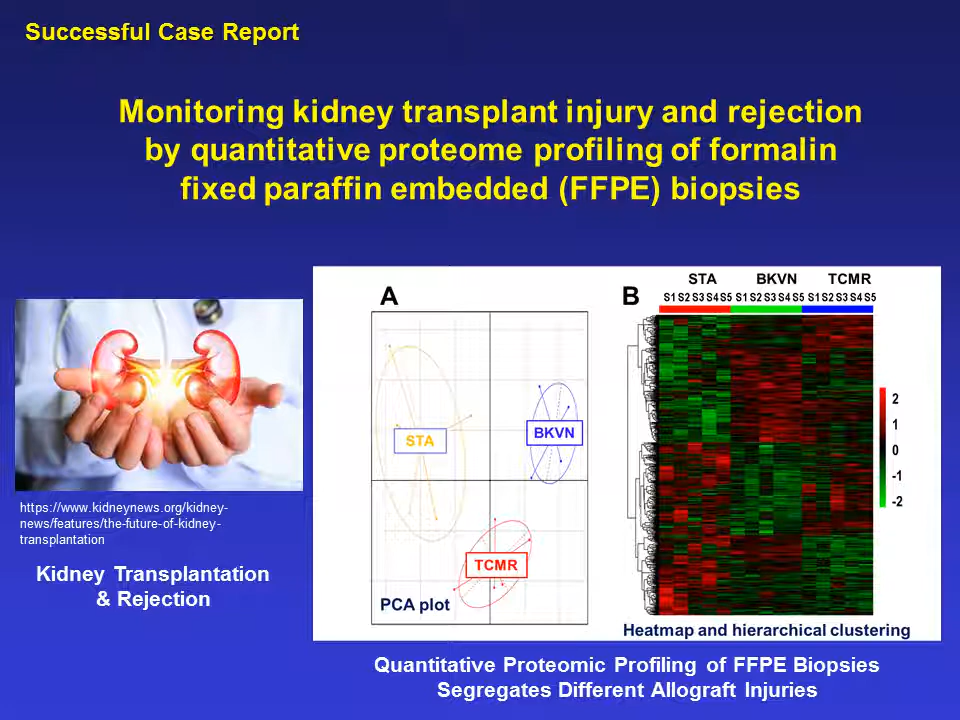 Successful Case Report
Monitoring kidney transplant injury and rejection
by quantitative proteome profiling of formalin
fixed paraffin embedded (FFPE) biopsies
https://www.kidneynews.org/kidney-
news/features/the-future-of-kidney-
transplantation
Kidney Transplantation
& Rejection
A
STA
BKVN
TCMR
PCA plot
B
STA BKVN TCMR
S1 S2 S3 S4 S5 S1 S2 S3 S4 S5 S1 S2 S3 S4 S5
2
1
0
-1
-2
Heatmap and hierarchical clustering
Quantitative Proteomic Profiling of FFPE Biopsies
Segregates Different Allograft Injuries